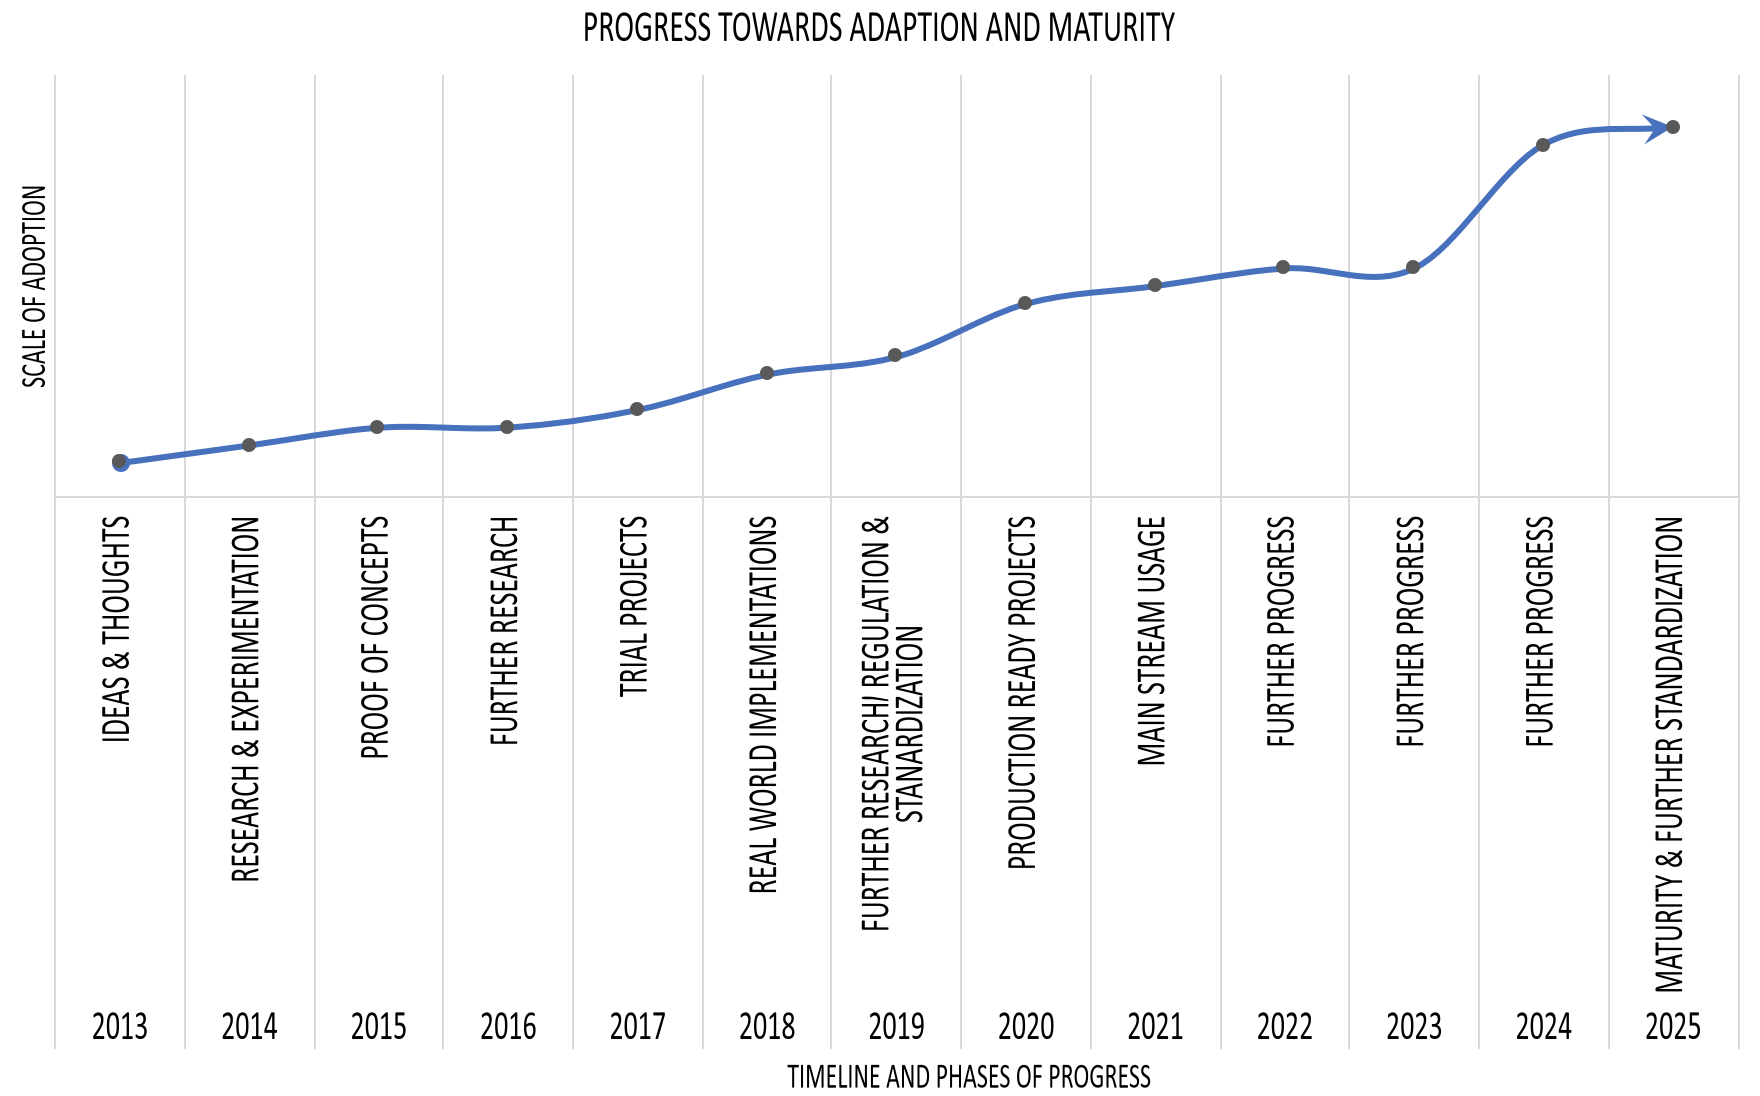 PROGRESS TOWARDS ADAPTION AND MATURITY
SCALE OF ADOPTION
IDEAS & THOUGHTS
RESEARCH & EXPERIMENTATION
PROOF OF CONCEPTS
FURTHER RESEARCH
TRIAL PROJECTS
REAL WORLD IMPLEMENTATIONS
FURTHER RESEARCH/ REGULATION &
STANARDIZATION
PRODUCTION READY PROJECTS
MAIN STREAM USAGE
FURTHER PROGRESS
FURTHER PROGRESS
FURTHER PROGRESS
MATURITY & FURTHER STANDARDIZATION
2013
2014
2015
2016
2017
2018
2019
2020
2021
2022
2023
2024
2025
TIMELINE AND PHASES OF PROGRESS